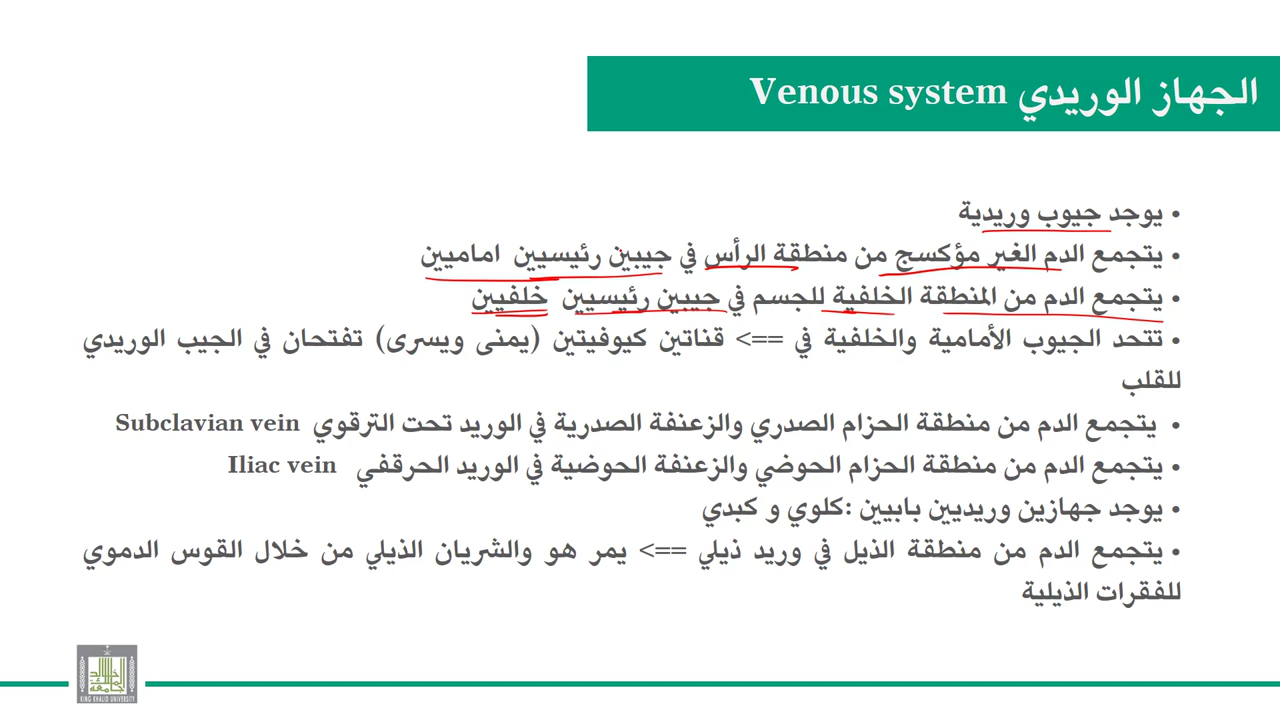 الجهاز الوريدي Venous system
• يوجد جيوب وريدية
• يتجمع الدم الغير مؤكسج من منطقة الرأس في جيبين رئيسيين اماميين
• يتجمع الدم من المنطقة الخلفية للجسم في جيبين رئيسيين خلفيين
• تتحد الجيوب الأمامية والخلفية في ==> قناتين كيوفيتين (يمنى ويسرى) تفتحان في الجيب الوريدي
للقلب
• يتجمع الدم من منطقة الحزام الصدري والزعنفة الصدرية في الوريد تحت الترقوي Subclavian vein
• يتجمع الدم من منطقة الحزام الحوضي والزعنفة الحوضية في الوريد الحرقفي Iliac vein
• يوجد جهازين وريديين بابيين :كلوي و كبدي
• يتجمع الدم من منطقة الذيل في وريد ذيلي ==> يمر هو والشريان الذيلي من خلال القوس الدموي
للفقرات الذيلية
KING KHALID UNIVERSITY